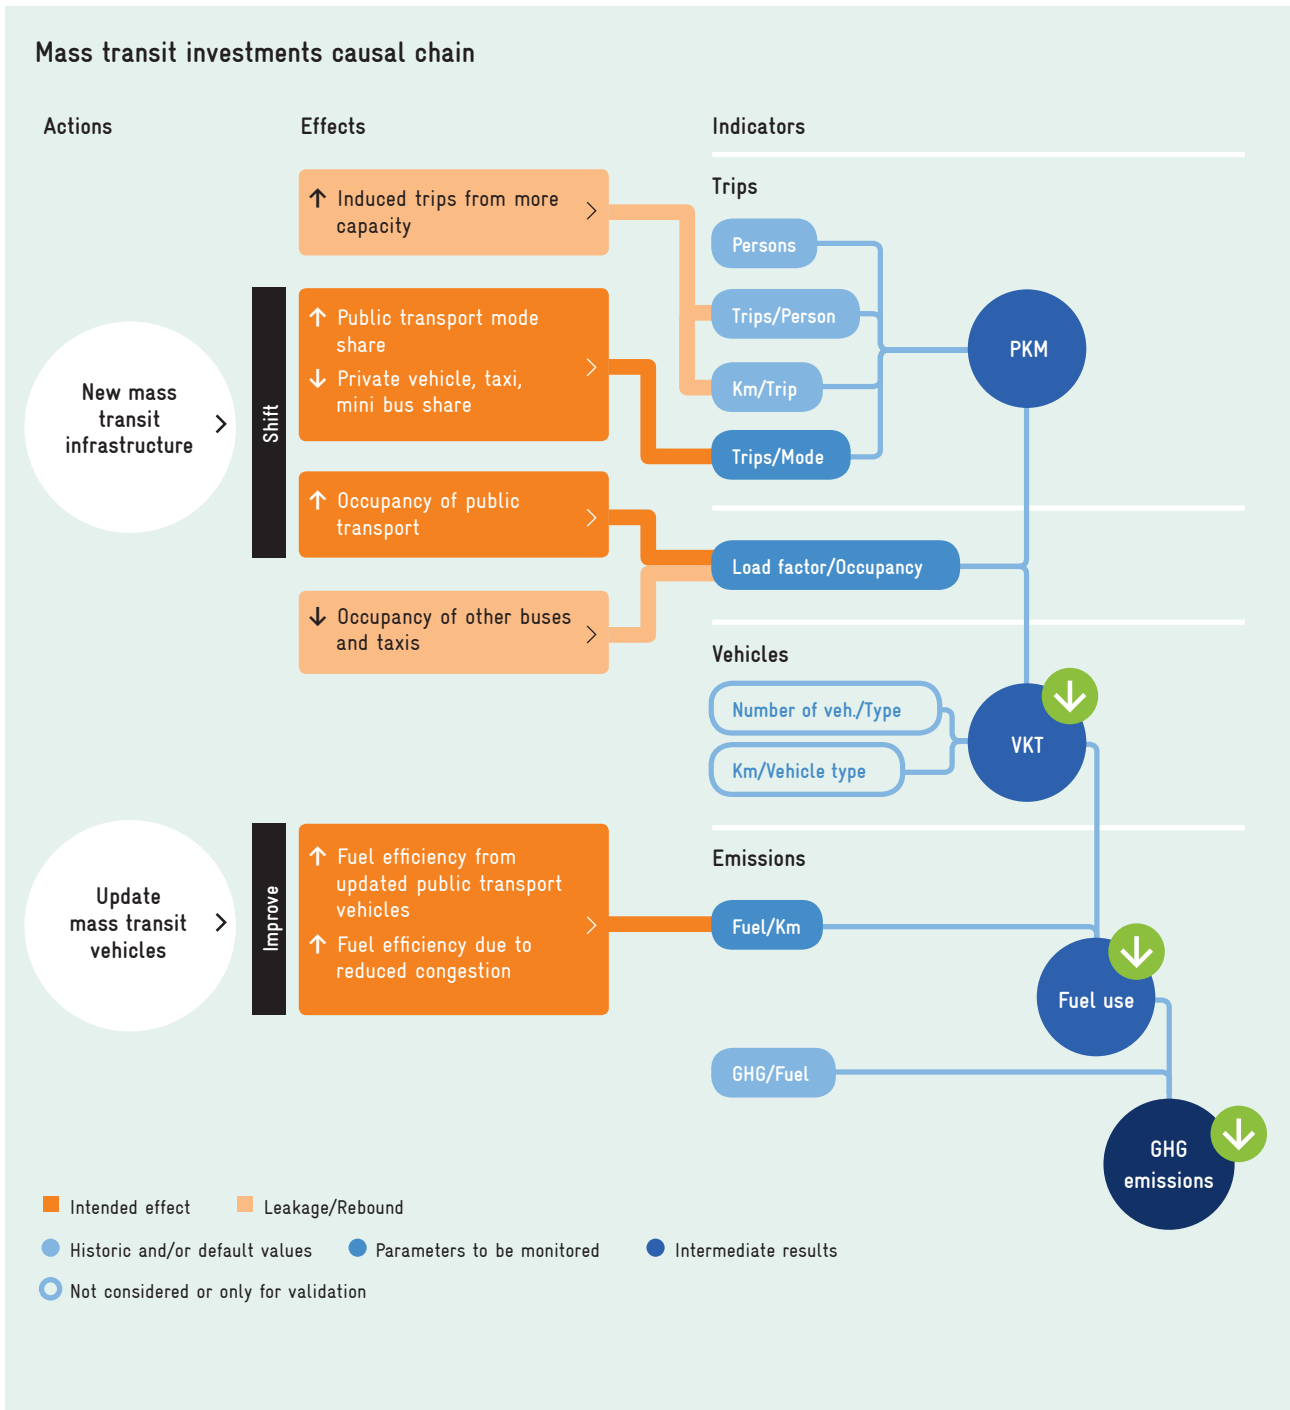 Mass transit investments causal chain
Actions
Effects
Indicators
Trips
↑ Induced trips from more
capacity
Persons
Trips/Person
Km/Trip
Trips/Mode
PKM
New mass
transit
infrastructure
Shift
↑ Public transport mode
share
↓ Private vehicle, taxi,
mini bus share
↑ Occupancy of public
transport
↓ Occupancy of other buses
and taxis
Load factor/Occupancy
Vehicles
Number of veh./Type
Km/Vehicle type
VKT
Update
mass transit
vehicles
Improve
↑ Fuel efficiency from
updated public transport
vehicles
↑ Fuel efficiency due to
reduced congestion
Emissions
Fuel/Km
Fuel use
GHG/Fuel
GHG
emissions
Intended effect
Leakage/Rebound
Historic and/or default values
Parameters to be monitored
Intermediate results
Not considered or only for validation